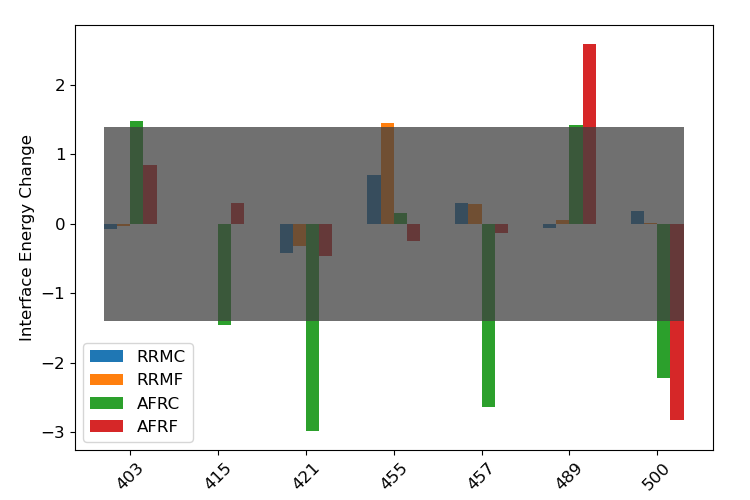 Interface Energy Change
2
1
0
−1
−2
−3
RRMC
RRMF
AFRC
AFRF
403
415
421
455
457
489
500